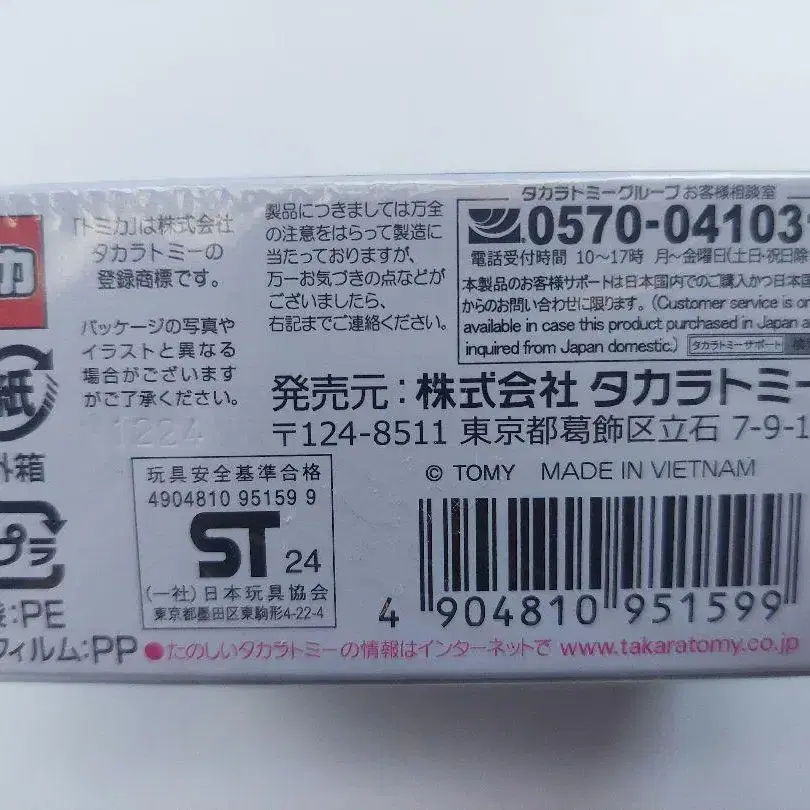 「トミカ」は株式会社
タカラトミーの
登録商標です。
パッケージの写真や
イラストと異なる
場合がございます
がご了承ください。
1224
カ
紙
外箱
プラ
:PE
フィルム:PP
製品につきましては万全
の注意をはらって製造に
当たっておりますが、
万一お気づきの点などが
ございましたら、
右記までご連絡ください。
タカラトミーグループ お客様相談室
0570-04103
電話受付時間 10〜17時 月〜金曜日(土日・祝日除
本製品のお客様サポートは日本国内でのご購入かつ日本国
からのお問い合わせに限ります。(Customer service is on
available in case this product purchased in Japan a
inquired from Japan domestic.) タカラトミーサポート
発売元:株式会社 タカラトミー
〒124-8511 東京都葛飾区立石 7-9-1
© TOMY MADE IN VIETNAM
玩具安全基準合格
4904810 95159 9
ST 24
(一社)日本玩具協会
東京都墨田区東駒形4-22-4
4 904810 951599
●たのしいタカラトミーの情報はインターネットで www.takaratomy.co.jp